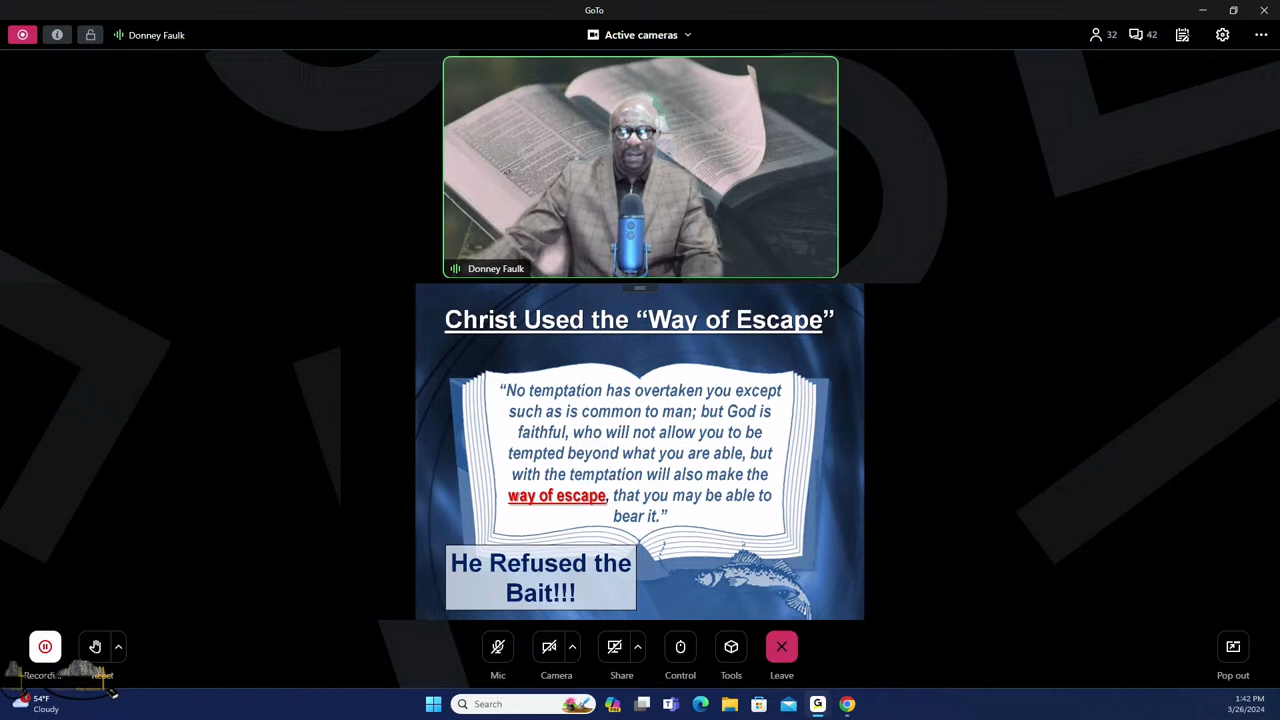 GoTo
Donney Faulk
Active cameras
32
42
Donney Faulk
Christ Used the “Way of Escape”
“No temptation has overtaken you except
such as is common to man; but God is
faithful, who will not allow you to be
tempted beyond what you are able, but
with the temptation will also make the
way of escape, that you may be able to
bear it.”
He Refused the
Bait!!!
Recordi...
Mic
Camera
Share
Control
Tools
Leave
Pop out
54°F
Cloudy
Search
1:42 PM
3/26/2024